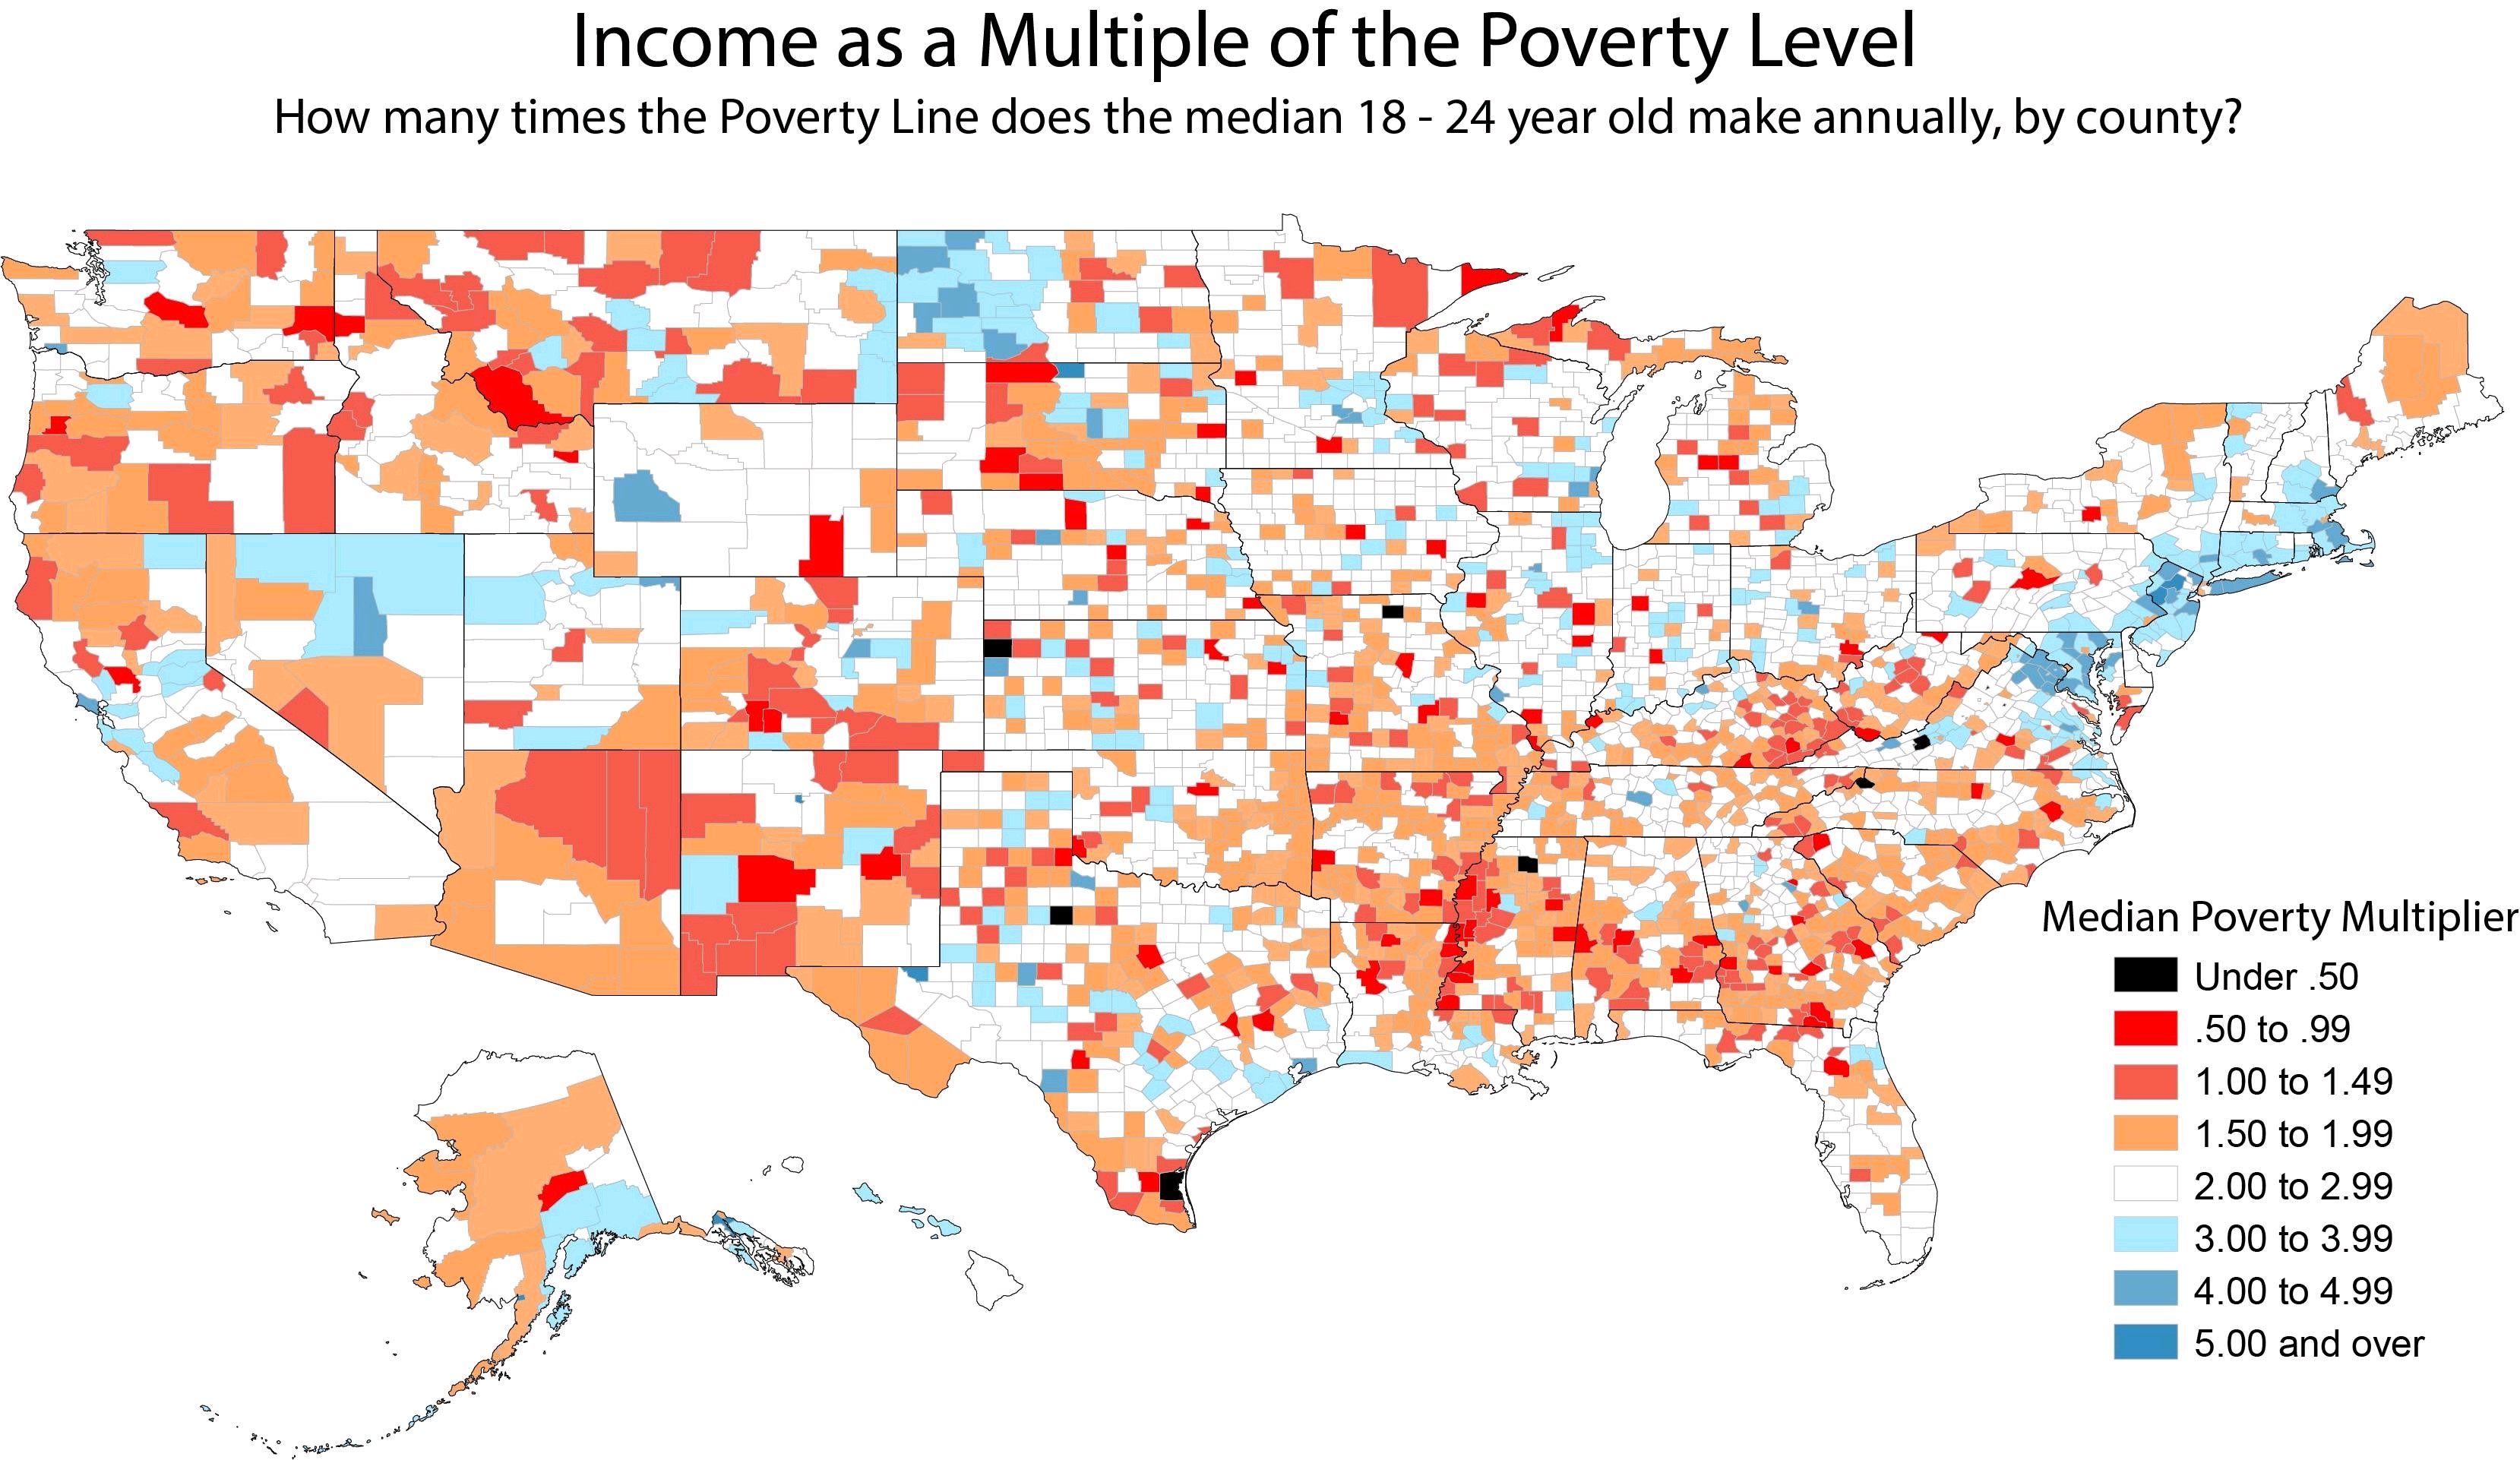 Income as a Multiple of the Poverty Level
How many times the Poverty Line does the median 18 - 24 year old make annually, by county?
Median Poverty Multiplier
Under .50
.50 to .99
1.00 to 1.49
1.50 to 1.99
2.00 to 2.99
3.00 to 3.99
4.00 to 4.99
5.00 and over